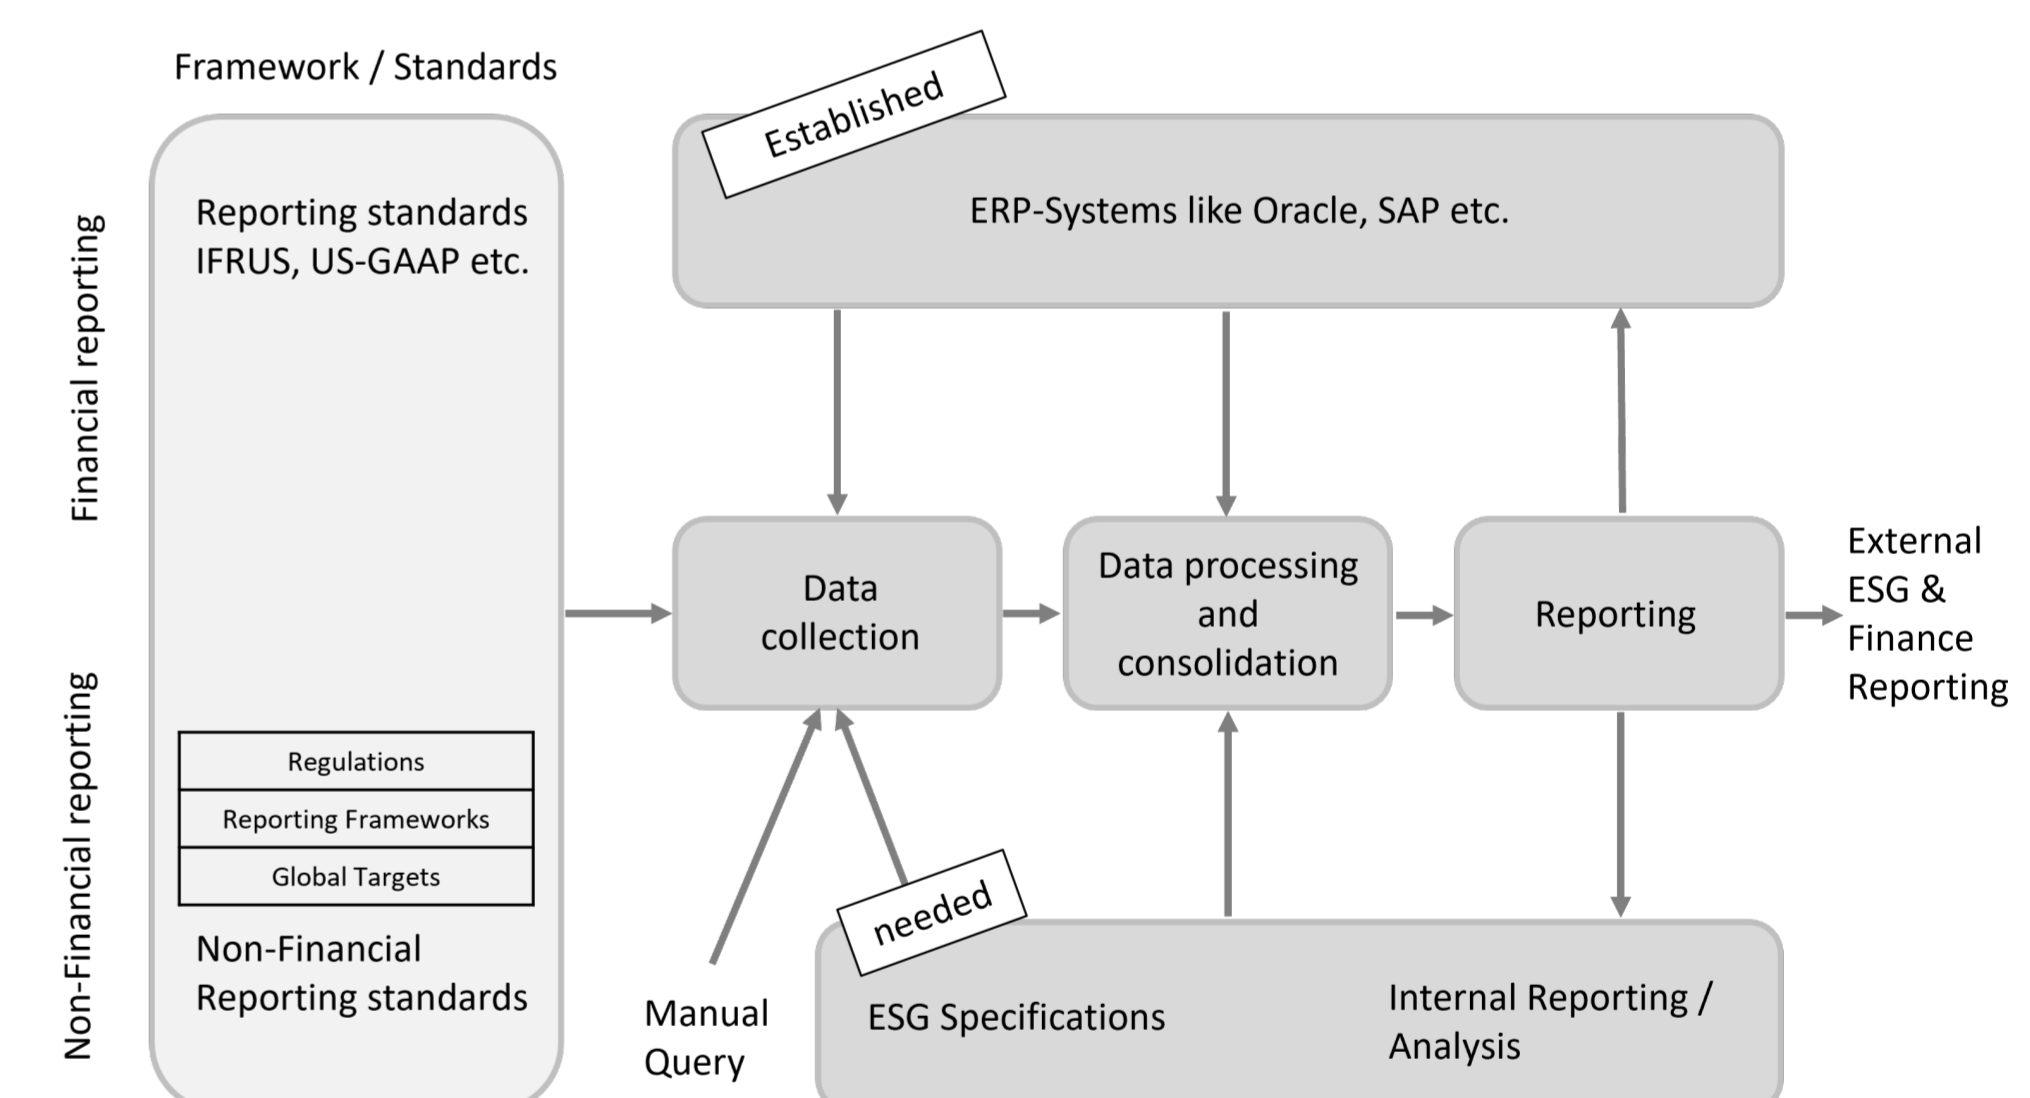 Framework / Standards
Established
Financial reporting
Reporting standards
IFRUS, US-GAAP etc.
ERP-Systems like Oracle, SAP etc.
Data
collection
Data processing
and
consolidation
Reporting
External
ESG &
Finance
Reporting
Non-Financial reporting
Regulations
Reporting Frameworks
Global Targets
Non-Financial
Reporting standards
Manual
Query
needed
ESG Specifications
Internal Reporting /
Analysis